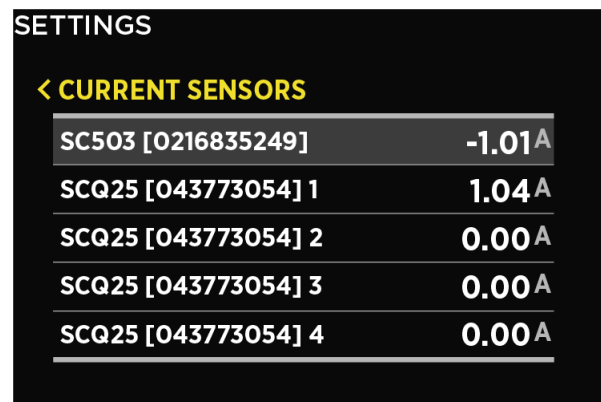 SETTINGS
< CURRENT SENSORS
SC503 [0216835249] -1.01 A
SCQ25 [043773054] 1 1.04 A
SCQ25 [043773054] 2 0.00 A
SCQ25 [043773054] 3 0.00 A
SCQ25 [043773054] 4 0.00 A